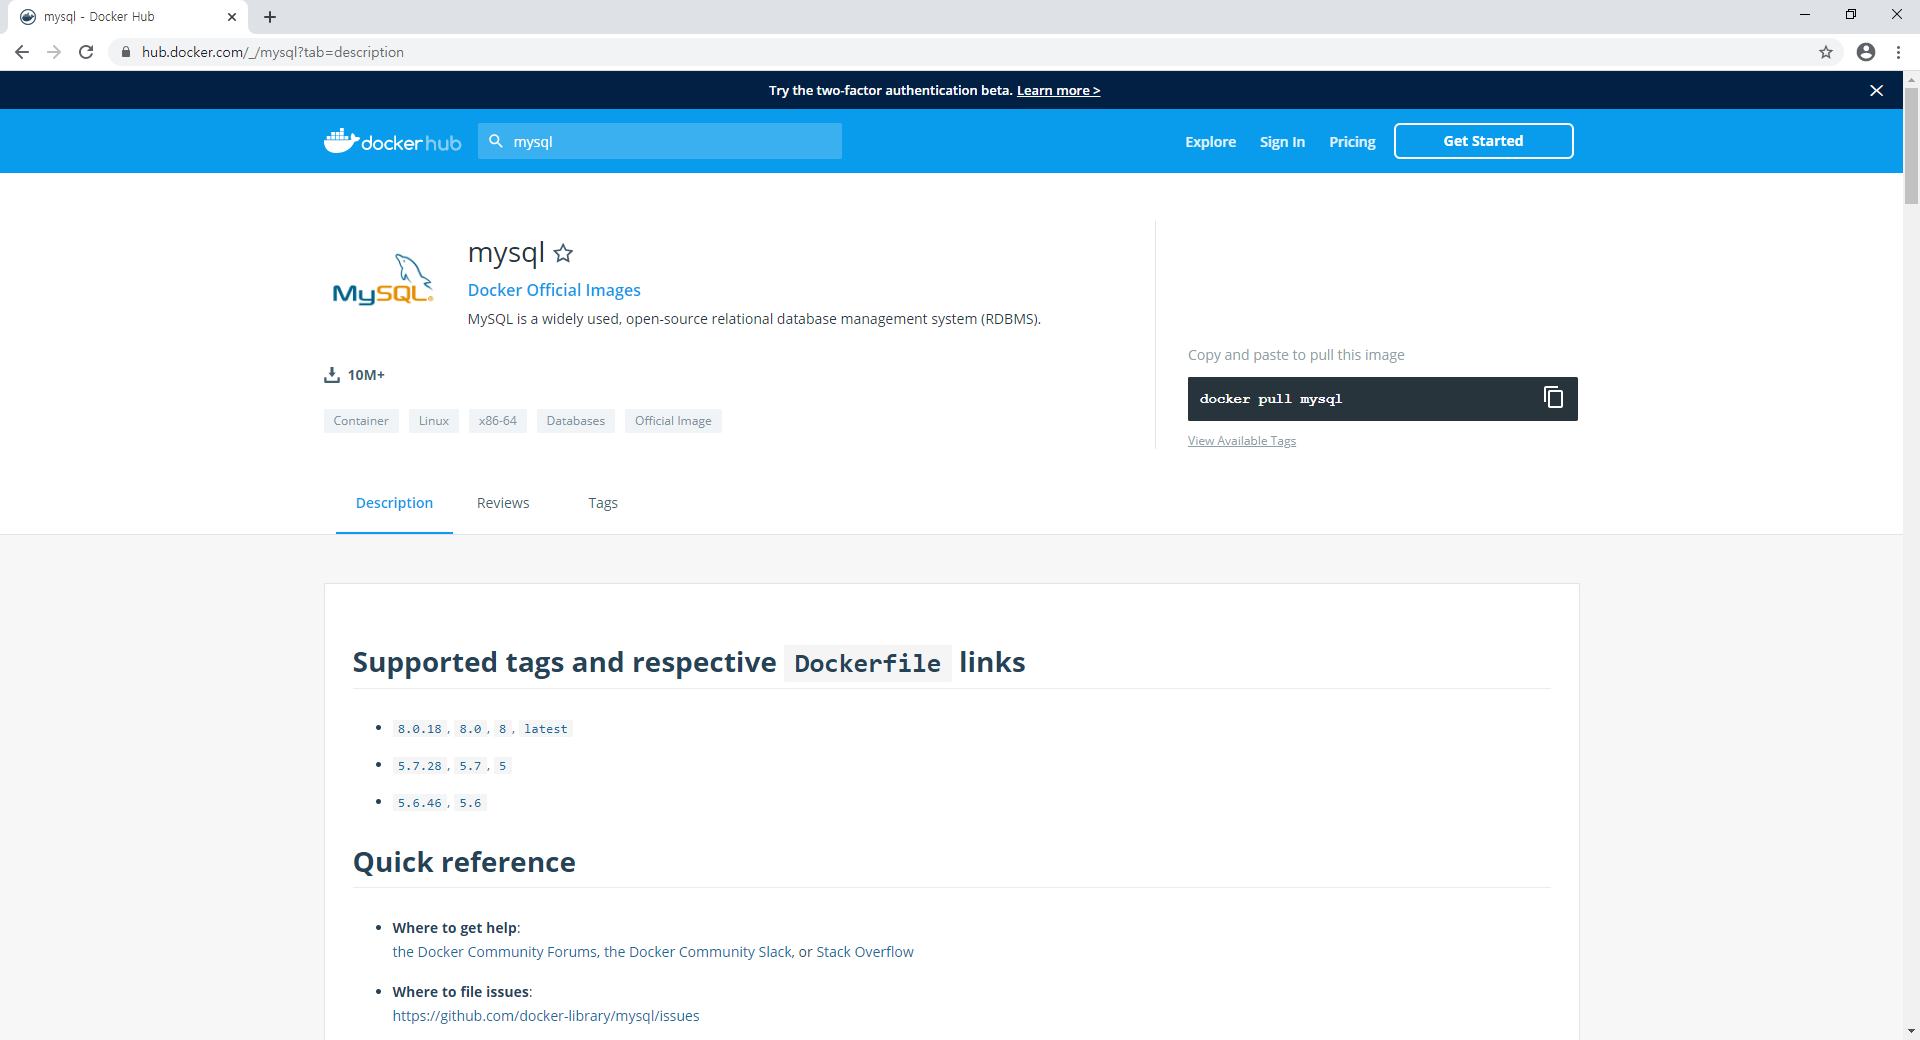 mysql - Docker Hub
hub.docker.com/_/mysql?tab=description
Try the two-factor authentication beta. Learn more >
dockerhub
mysql
Explore
Sign In
Pricing
Get Started
MySQL®
mysql
Docker Official Images
MySQL is a widely used, open-source relational database management system (RDBMS).
10M+
Container
Linux
x86-64
Databases
Official Image
Copy and paste to pull this image
docker pull mysql
View Available Tags
Description
Reviews
Tags
Supported tags and respective Dockerfile links
• 8.0.18, 8.0, 8, latest
• 5.7.28, 5.7, 5
• 5.6.46, 5.6
Quick reference
• Where to get help:
the Docker Community Forums, the Docker Community Slack, or Stack Overflow
• Where to file issues:
https://github.com/docker-library/mysql/issues